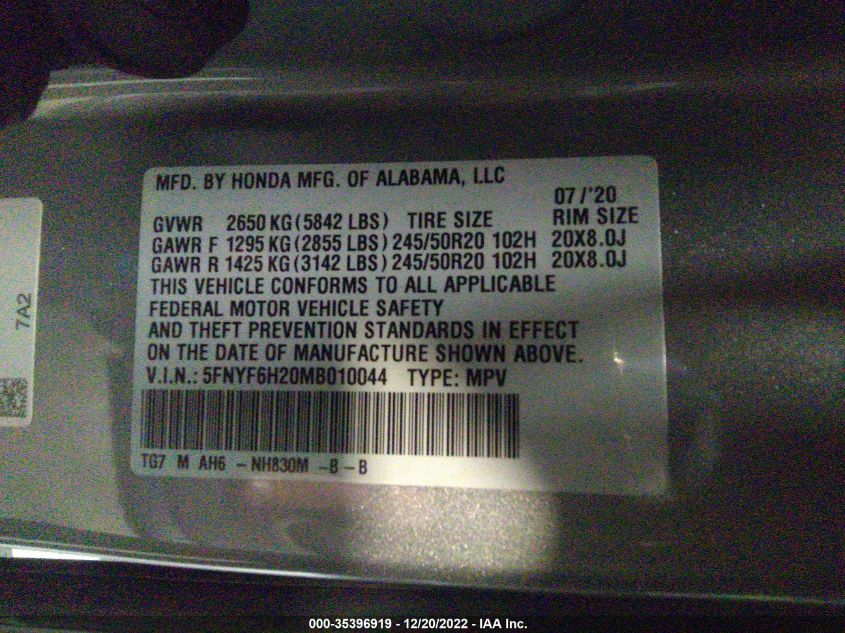 MFD. BY HONDA MFG. OF ALABAMA, LLC
07/'20
GVWR 2650 KG (5842 LBS) TIRE SIZE RIM SIZE
GAWR F 1295 KG (2855 LBS) 245/50R20 102H 20X8.0J
GAWR R 1425 KG (3142 LBS) 245/50R20 102H 20X8.0J
THIS VEHICLE CONFORMS TO ALL APPLICABLE
FEDERAL MOTOR VEHICLE SAFETY
AND THEFT PREVENTION STANDARDS IN EFFECT
ON THE DATE OF MANUFACTURE SHOWN ABOVE.
V.I.N.: 5FNYF6H20MB010044 TYPE: MPV
TG7 M AH6 -NH830M -B-B
7A2
000-35396919 - 12/20/2022 - IAA Inc.